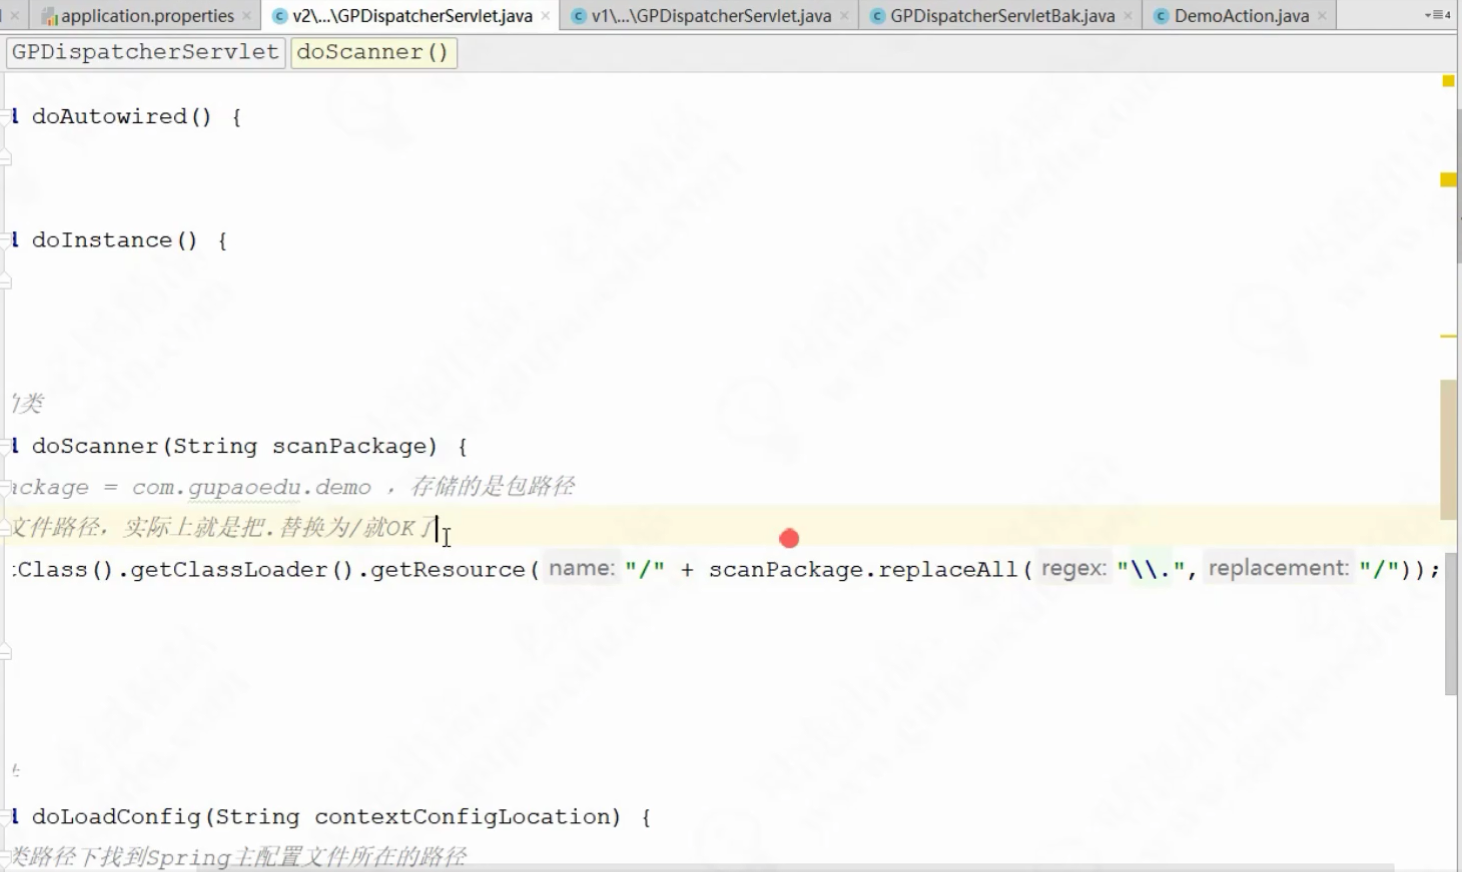 application.properties v2\...\GPDispatcherServlet.java v1\...\GPDispatcherServlet.java GPDispatcherServletBak.java DemoAction.java
GPDispatcherServlet doScanner()
d doAutowired() {
d doInstance() {
的类
d doScanner(String scanPackage) {
ackage = com.gupaoedu.demo ，存储的是包路径
文件路径，实际上就是把.替换为/就OK了
tClass().getClassLoader().getResource( name: "/" + scanPackage.replaceAll( regex: "\\.", replacement: "/"));
d doLoadConfig(String contextConfigLocation) {
类路径下找到Spring主配置文件所在的路径